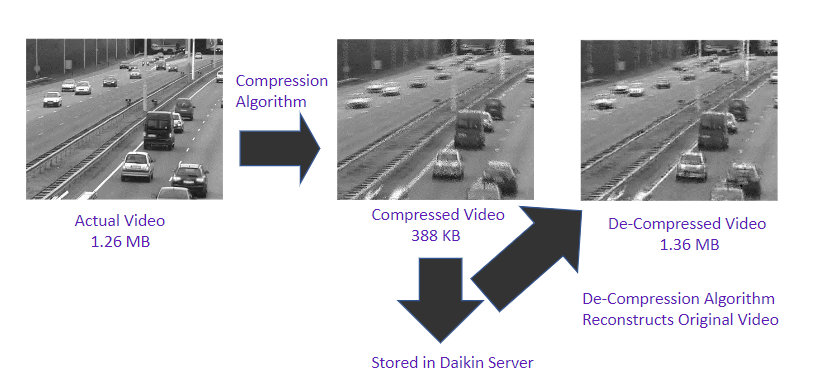 Compression
Algorithm
Actual Video
1.26 MB
Compressed Video
388 KB
De-Compressed Video
1.36 MB
De-Compression Algorithm
Reconstructs Original Video
Stored in Daikin Server